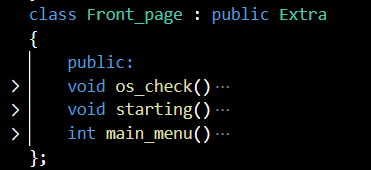 class Front_page : public Extra
{
public:
void os_check()···
void starting()···
int main_menu()···
};